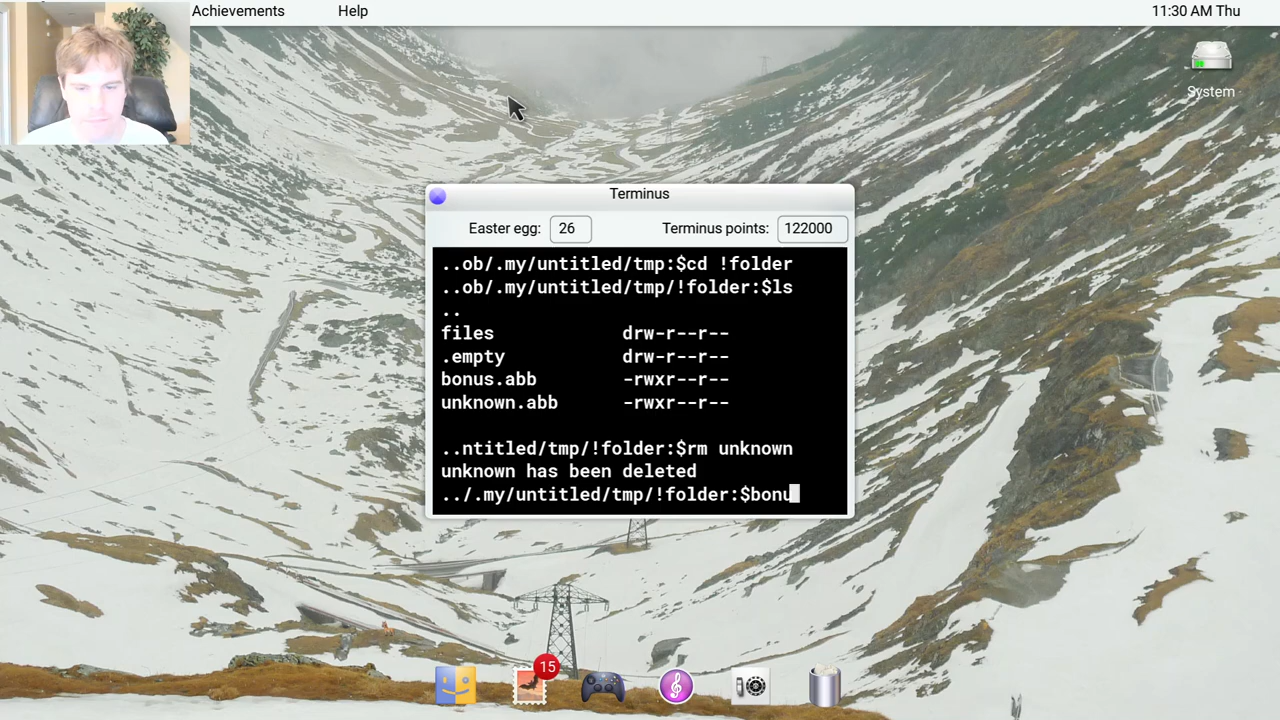 Achievements Help 11:30 AM Thu
System
Terminus
Easter egg: 26 Terminus points: 122000
..ob/.my/untitled/tmp:$cd !folder
..ob/.my/untitled/tmp/!folder:$ls
..
files drw-r--r--
.empty drw-r--r--
bonus.abb -rwxr--r--
unknown.abb -rwxr--r--
..ntitled/tmp/!folder:$rm unknown
unknown has been deleted
../.my/untitled/tmp/!folder:$bonu
15